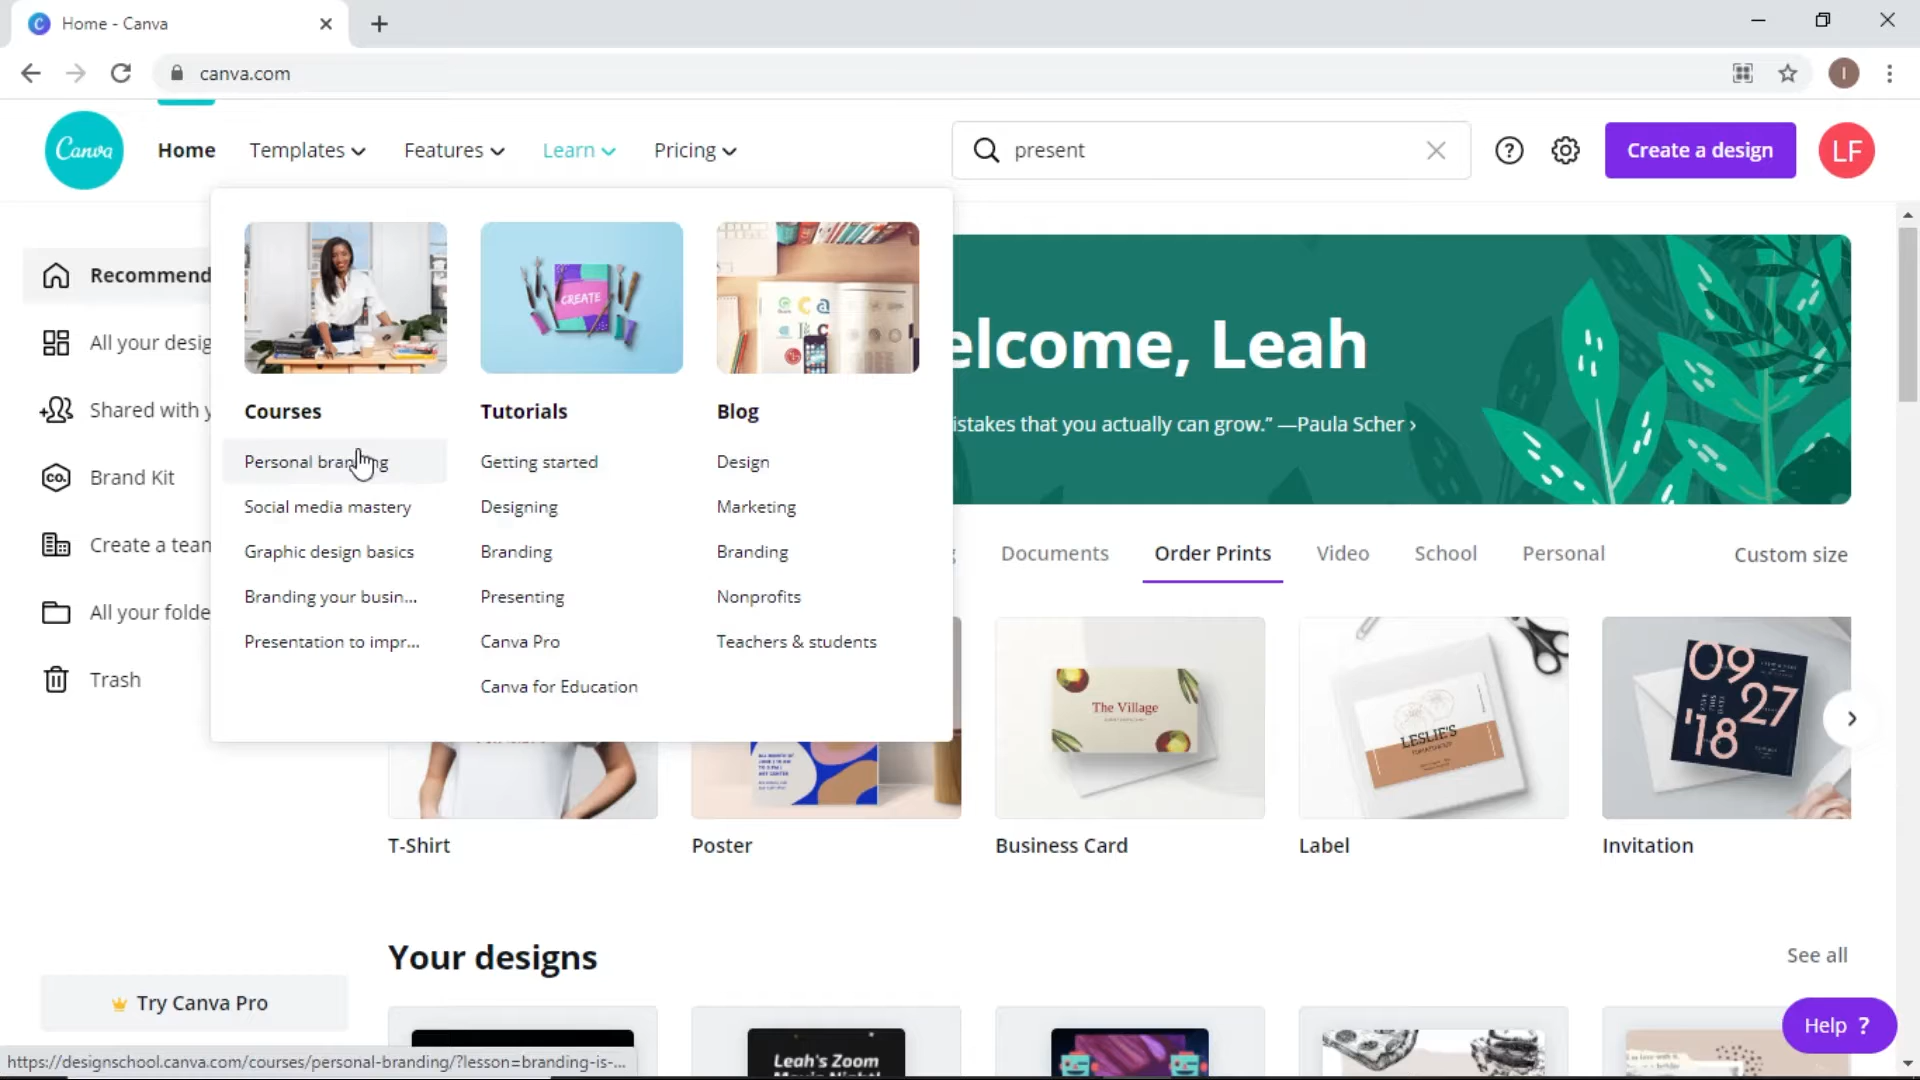 Home - Canva
canva.com
Canva
Home
Templates
Features
Learn
Pricing
present
Create a design
LF
Recommend
All your desig
Shared with y
Brand Kit
Create a team
All your folde
Trash
Try Canva Pro
CREATE
Courses
Personal branding
Social media mastery
Graphic design basics
Branding your busin...
Presentation to impr...
Tutorials
Getting started
Designing
Branding
Presenting
Canva Pro
Canva for Education
Blog
Design
Marketing
Branding
Nonprofits
Teachers & students
elcome, Leah
istakes that you actually can grow.” —Paula Scher ›
Documents
Order Prints
Video
School
Personal
Custom size
The Village
LESLIE'S
09
27
'18
T-Shirt
Poster
Business Card
Label
Invitation
Your designs
See all
Leah's Zoom
Movie Night!
Help ?
https://designschool.canva.com/courses/personal-branding/?lesson=branding-is-...